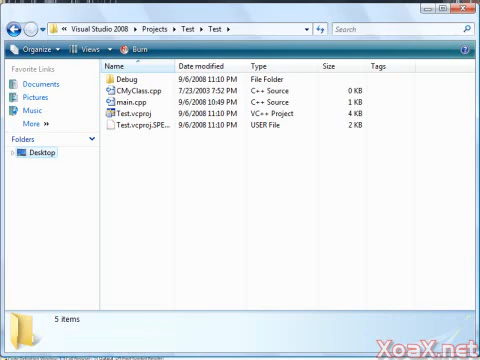 « Visual Studio 2008 ▸ Projects ▸ Test ▸ Test ▸ Search
Organize Views Burn
Favorite Links
Documents
Pictures
Music
More »
Folders
Desktop
Name Date modified Type Size Tags
Debug 9/6/2008 11:10 PM File Folder
CMyClass.cpp 7/23/2003 7:52 PM C++ Source 0 KB
main.cpp 9/6/2008 10:49 PM C++ Source 1 KB
Test.vcproj 9/6/2008 11:10 PM VC++ Project 4 KB
Test.vcproj.SPE... 9/6/2008 11:10 PM USER File 2 KB
5 items
XoaX.net